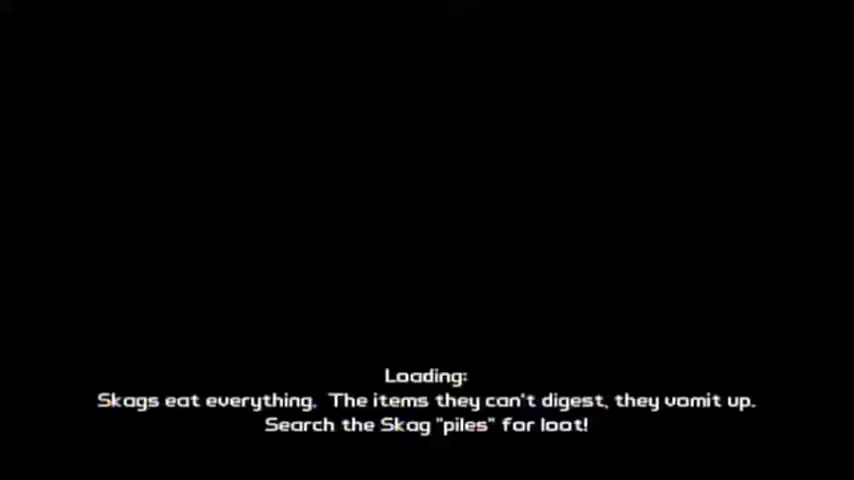 Loading:
Skags eat everything. The items they can't digest, they vomit up.
Search the Skag "piles" for loot!